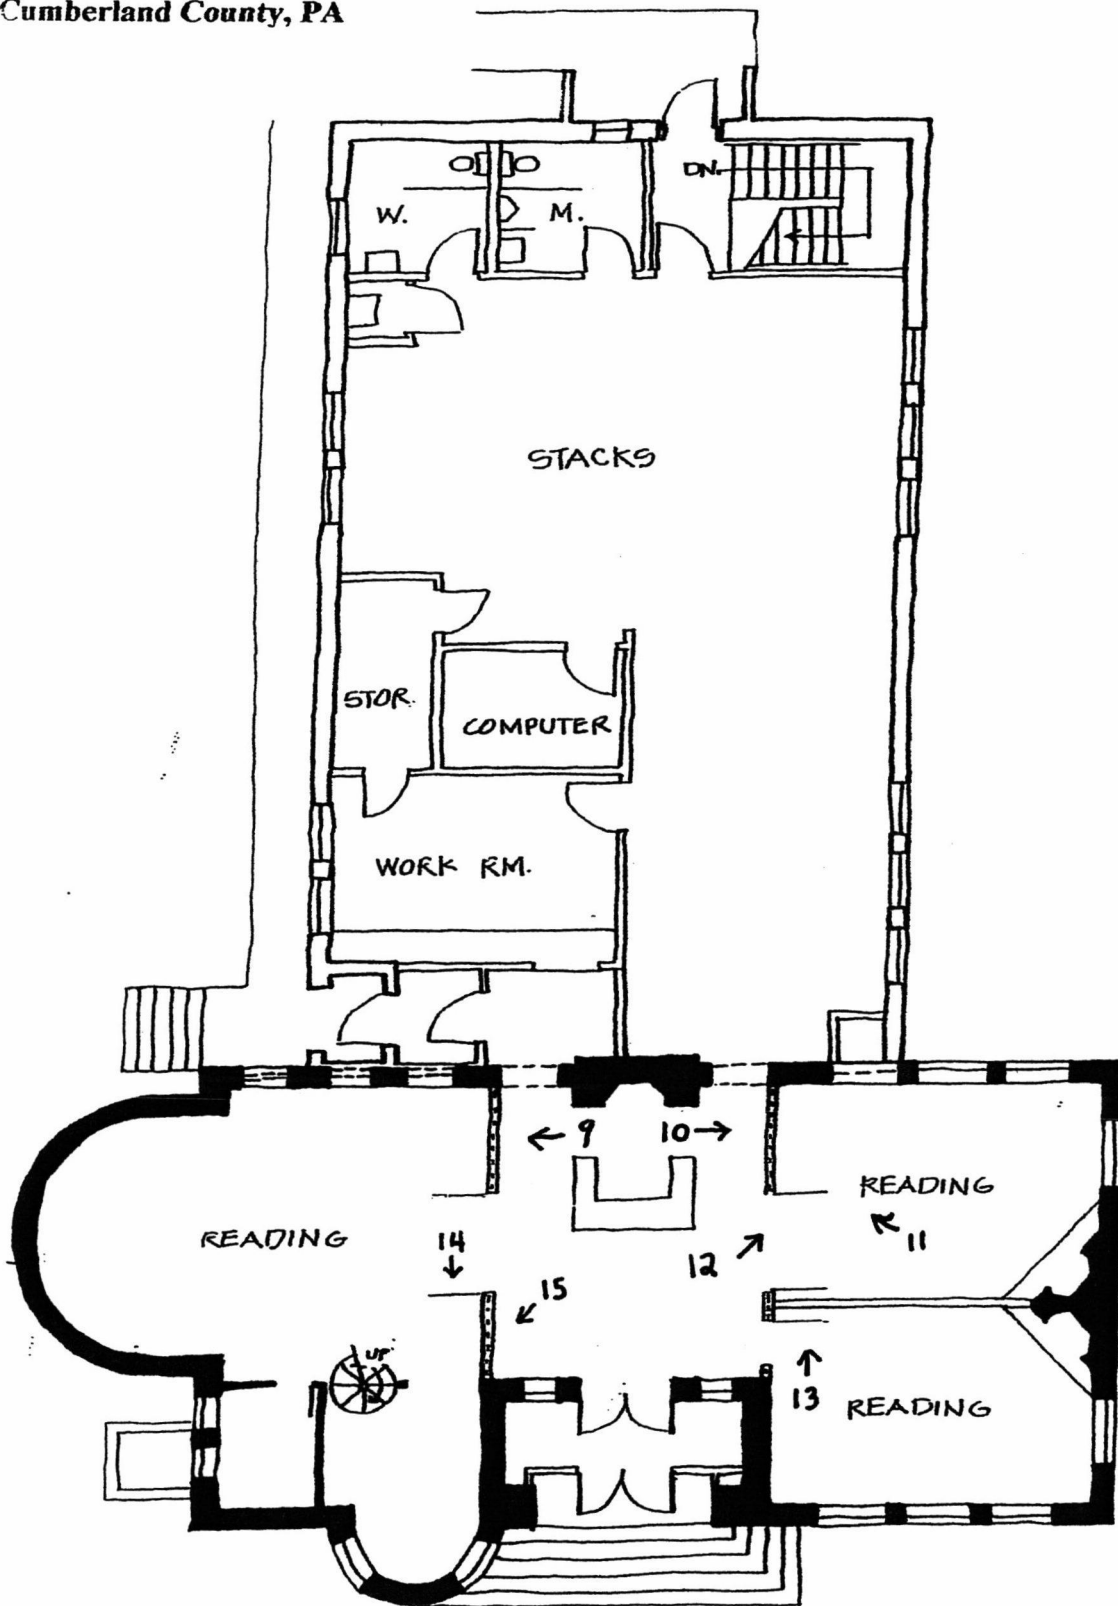 Cumberland County, PA
DN.
W.
M.
STACKS
STOR.
COMPUTER
WORK RM.
← 9
10 →
READING
READING
14
↓
12 ↗
↖ 11
15
↙
UP
↑
13
READING